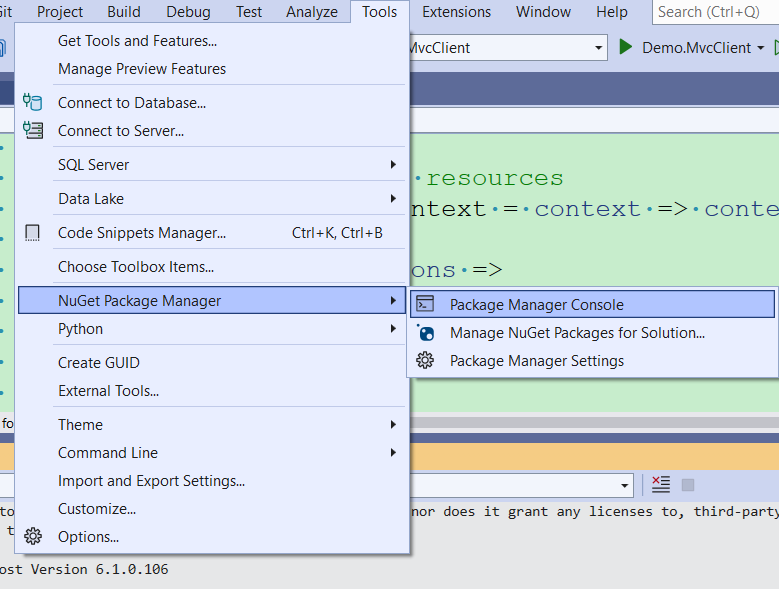 Git Project Build Debug Test Analyze Tools Extensions Window Help Search (Ctrl+Q)
MvcClient Demo.MvcClient
Get Tools and Features...
Manage Preview Features
Connect to Database...
Connect to Server...
SQL Server
Data Lake
Code Snippets Manager... Ctrl+K, Ctrl+B
Choose Toolbox Items...
NuGet Package Manager
Python
Create GUID
External Tools...
Theme
Command Line
Import and Export Settings...
Customize...
Options...
Package Manager Console
Manage NuGet Packages for Solution...
Package Manager Settings
resources
ntext = context => conte
ons =>
fo
to nor does it grant any licenses to, third-party
t
ost Version 6.1.0.106